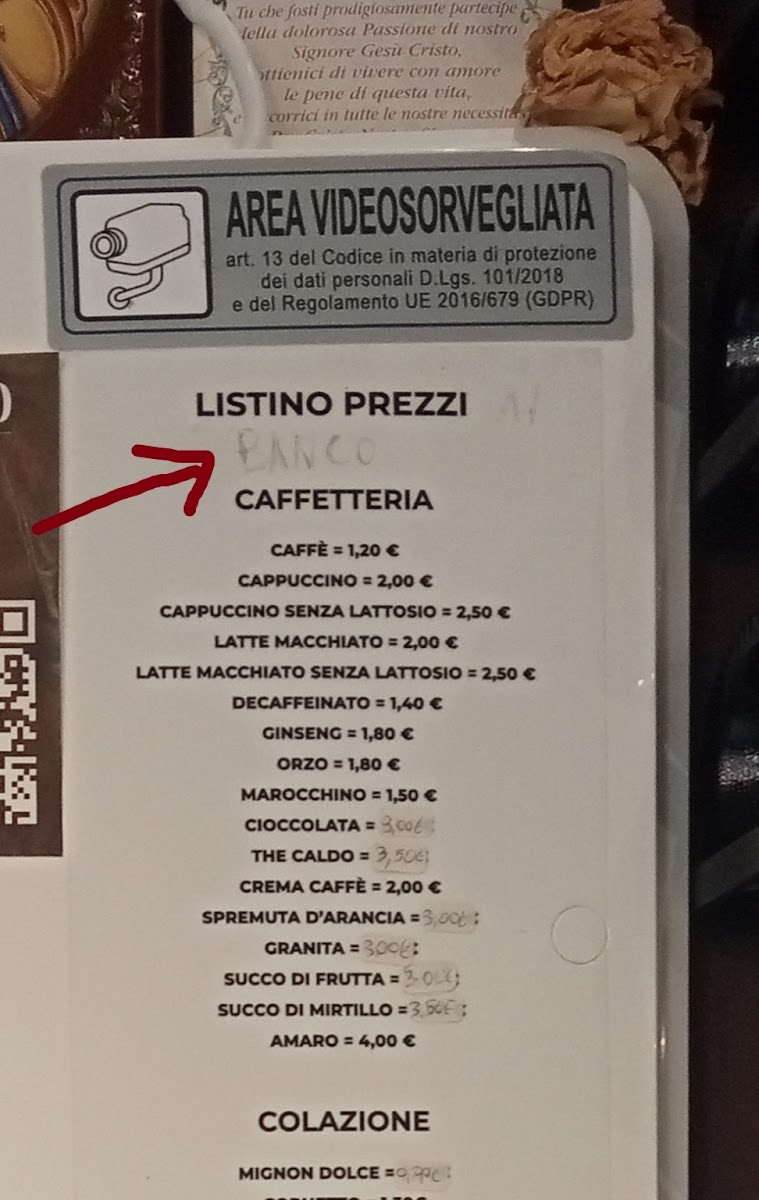 Tu che fosti prodigiosamente partecipe
della dolorosa Passione di nostro
Signore Gesù Cristo,
ottienici di vivere con amore
le pene di questa vita,
e corrici in tutte le nostre necessità
AREA VIDEOSORVEGLIATA
art. 13 del Codice in materia di protezione
dei dati personali D.Lgs. 101/2018
e del Regolamento UE 2016/679 (GDPR)
LISTINO PREZZI
BANCO
CAFFETTERIA
CAFFÈ = 1,20 €
CAPPUCCINO = 2,00 €
CAPPUCCINO SENZA LATTOSIO = 2,50 €
LATTE MACCHIATO = 2,00 €
LATTE MACCHIATO SENZA LATTOSIO = 2,50 €
DECAFFEINATO = 1,40 €
GINSENG = 1,80 €
ORZO = 1,80 €
MAROCCHINO = 1,50 €
CIOCCOLATA = 3,00€
THE CALDO = 3,50€
CREMA CAFFÈ = 2,00 €
SPREMUTA D'ARANCIA = 3,00€
GRANITA = 3,00€
SUCCO DI FRUTTA = 3,00€
SUCCO DI MIRTILLO = 3,50€
AMARO = 4,00 €
COLAZIONE
MIGNON DOLCE =